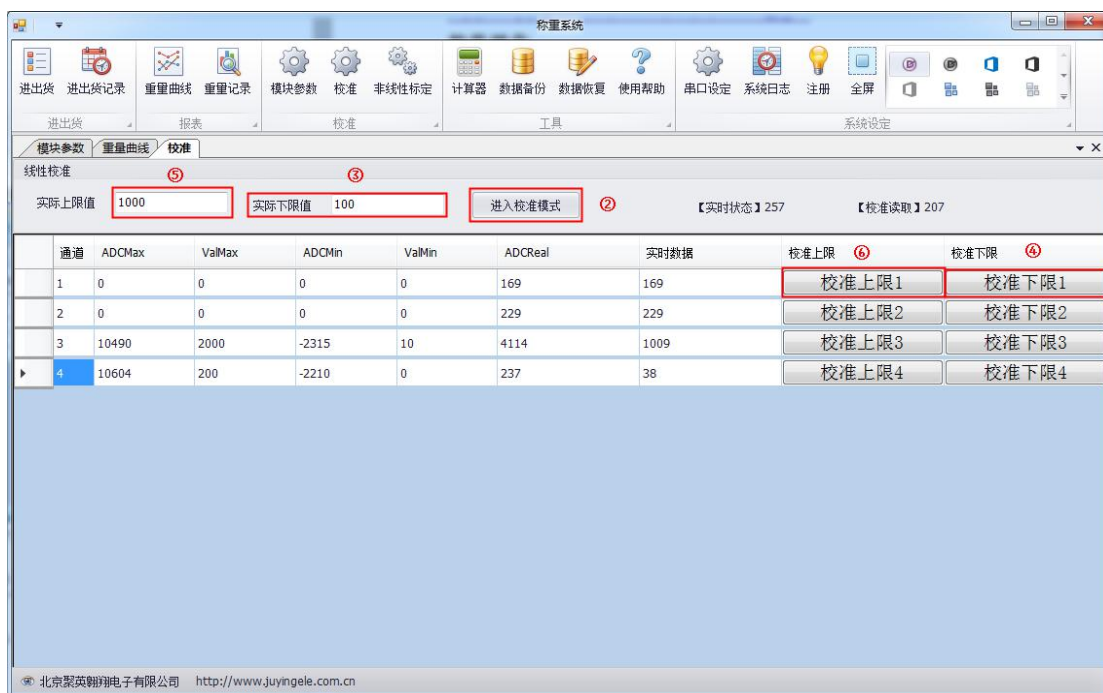 称重系统
进出货 进出货记录 重量曲线 重量记录 模块参数 校准 非线性标定 计算器 数据备份 数据恢复 使用帮助 串口设定 系统日志 注册 全屏
进出货 报表 校准 工具 系统设定
模块参数 重量曲线 校准
线性校准 ⑤ ③
实际上限值 1000 实际下限值 100 进入校准模式 ② 【实时状态】257 【校准读取】207
通道 ADCMax ValMax ADCMin ValMin ADCReal 实时数据 校准上限 ⑥ 校准下限 ④
1 0 0 0 0 169 169 校准上限1 校准下限1
2 0 0 0 0 229 229 校准上限2 校准下限2
3 10490 2000 -2315 10 4114 1009 校准上限3 校准下限3
4 10604 200 -2210 0 237 38 校准上限4 校准下限4
北京聚英翱翔电子有限公司 http://www.juyingele.com.cn